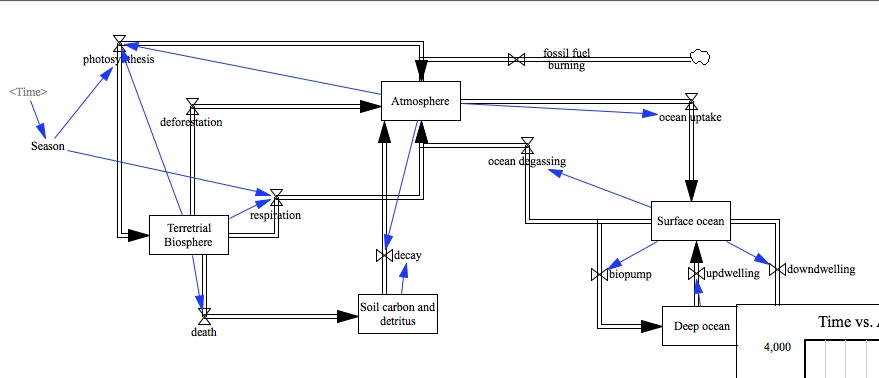 fossil fuel
burning
photosynthesis
<Time>
Atmosphere
deforestation
ocean uptake
Season
ocean degassing
respiration
Terretrial
Biosphere
Surface ocean
decay
biopump
updwelling
downdwelling
Soil carbon and
detritus
death
Deep ocean
Time vs.
4,000